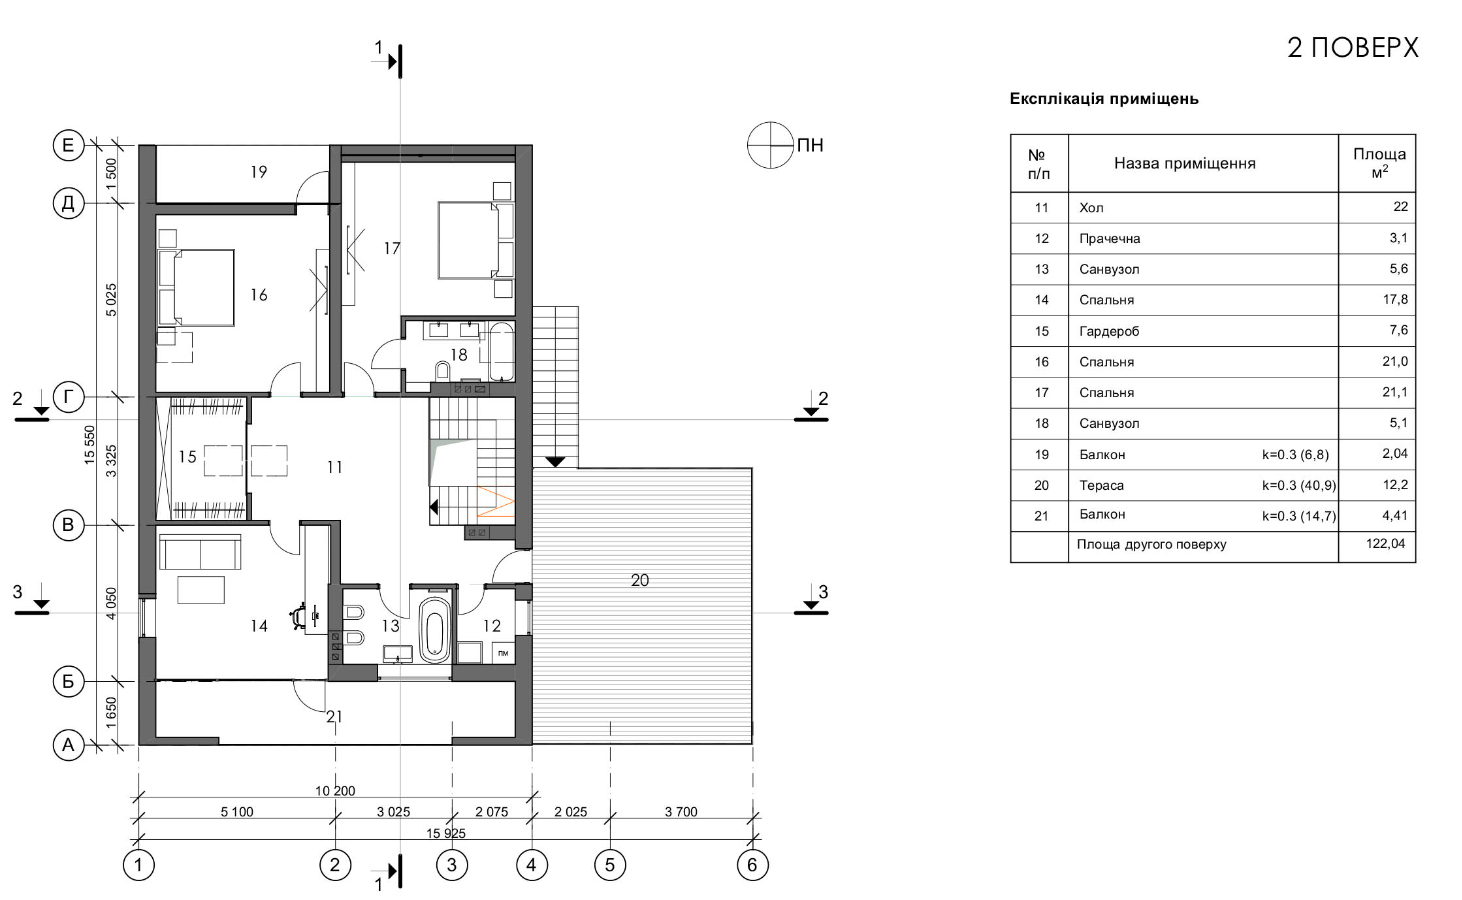 2 ПОВЕРХ
Експлікація приміщень
№ п/п Назва приміщення Площа м²
11 Хол 22
12 Прачечна 3,1
13 Санвузол 5,6
14 Спальня 17,8
15 Гардероб 7,6
16 Спальня 21,0
17 Спальня 21,1
18 Санвузол 5,1
19 Балкон k=0.3 (6,8) 2,04
20 Тераса k=0.3 (40,9) 12,2
21 Балкон k=0.3 (14,7) 4,41
Площа другого поверху 122,04
1
ПН
Е
Д
Г
В
Б
А
1 500
5 025
3 325
4 050
1 650
15 550
2
2
3
3
19
17
16
18
15
11
20
14
13
12
ПМ
21
10 200
5 100
3 025
2 075
2 025
3 700
15 925
1
2
3
4
5
6
1